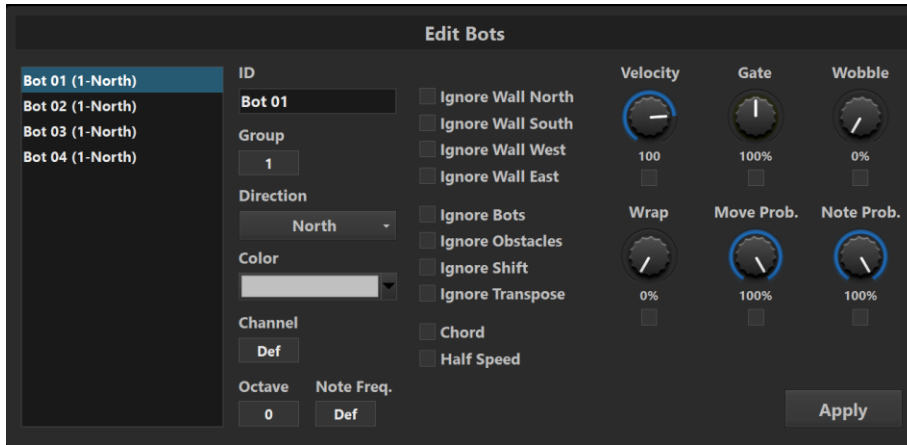 Edit Bots
Bot 01 (1-North)
Bot 02 (1-North)
Bot 03 (1-North)
Bot 04 (1-North)
ID
Bot 01
Group
1
Direction
North
Color
Channel
Def
Octave Note Freq.
0 Def
Ignore Wall North
Ignore Wall South
Ignore Wall West
Ignore Wall East
Ignore Bots
Ignore Obstacles
Ignore Shift
Ignore Transpose
Chord
Half Speed
Velocity Gate Wobble
100 100% 0%
Wrap Move Prob. Note Prob.
0% 100% 100%
Apply